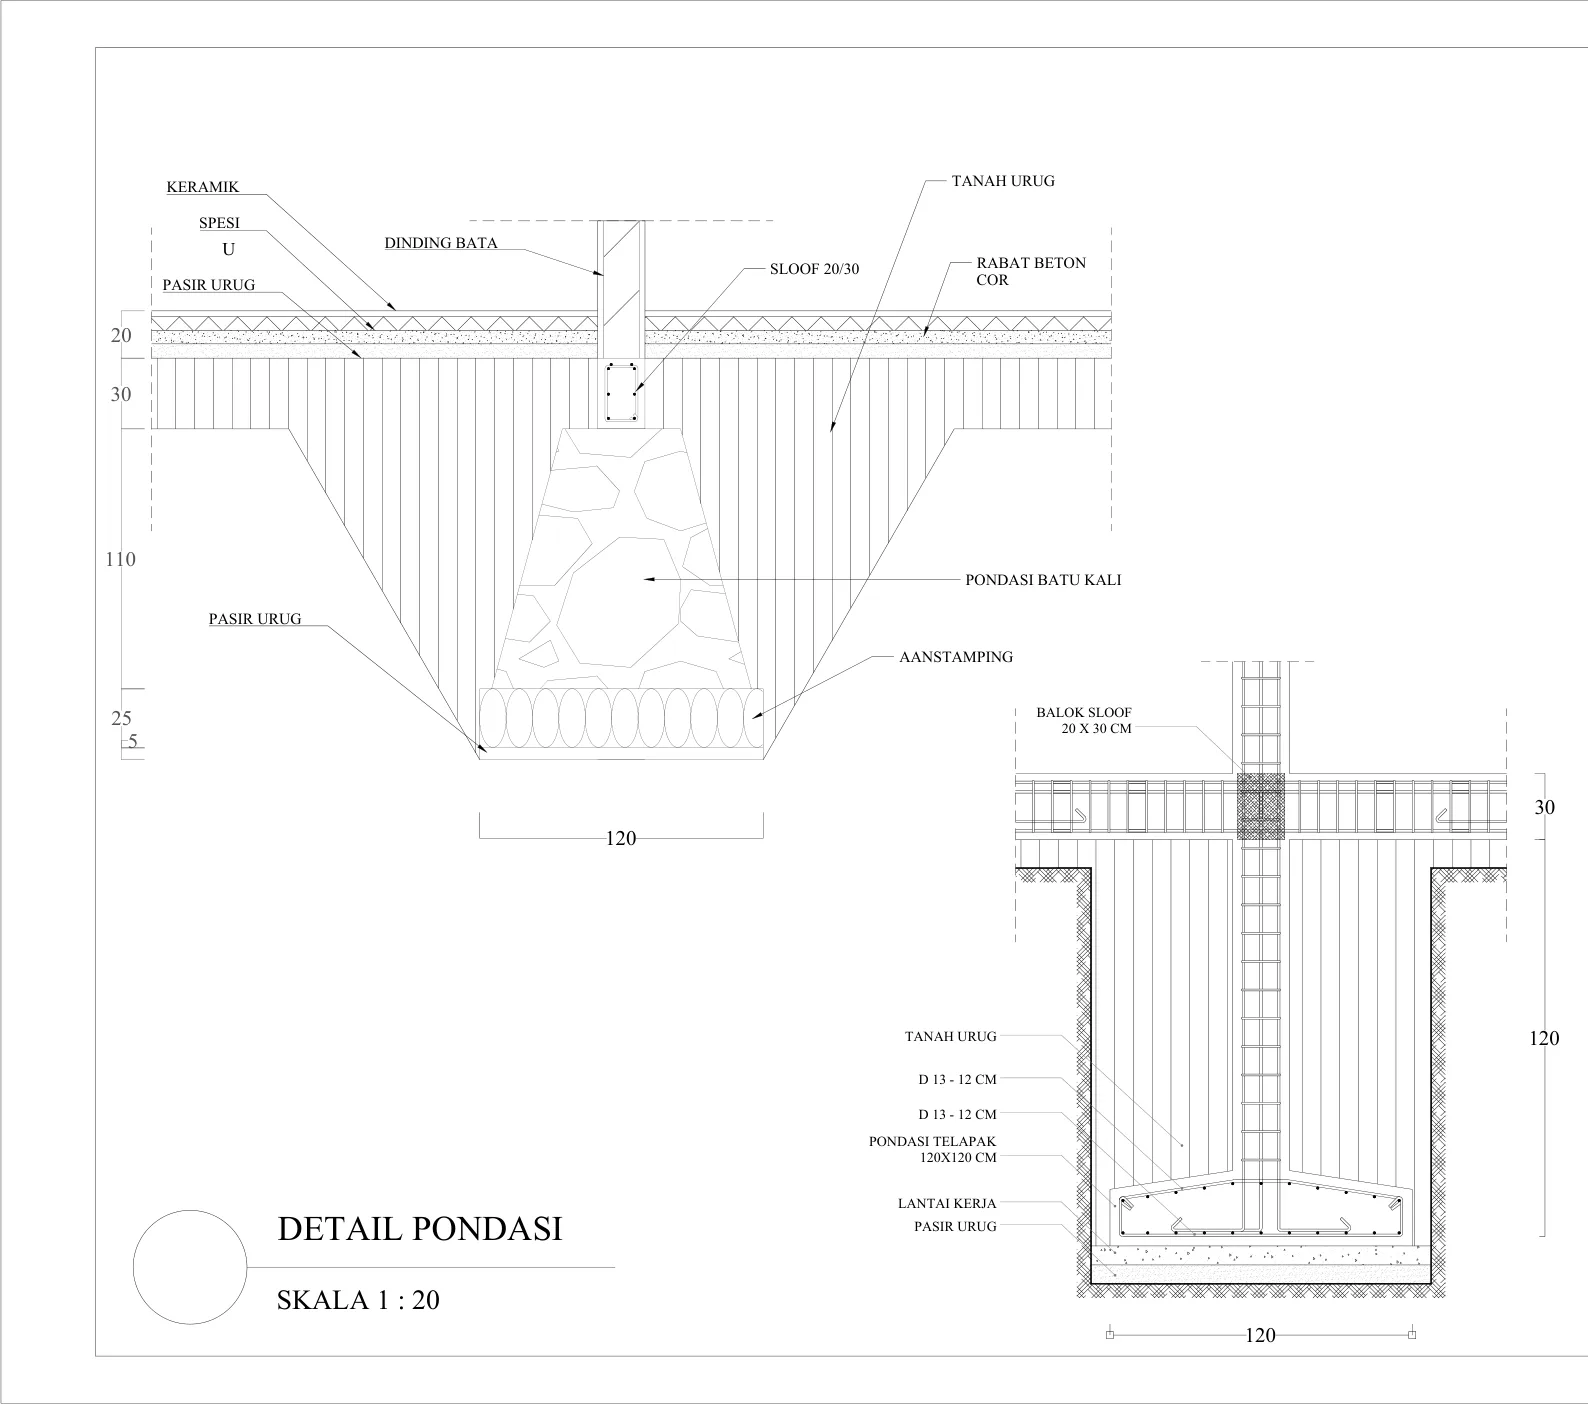 KERAMIK
SPESI
U
PASIR URUG
DINDING BATA
SLOOF 20/30
TANAH URUG
RABAT BETON
COR
20
30
110
25
5
PASIR URUG
PONDASI BATU KALI
AANSTAMPING
120
BALOK SLOOF
20 X 30 CM
30
120
TANAH URUG
D 13 - 12 CM
D 13 - 12 CM
PONDASI TELAPAK
120X120 CM
LANTAI KERJA
PASIR URUG
120
DETAIL PONDASI
SKALA 1 : 20